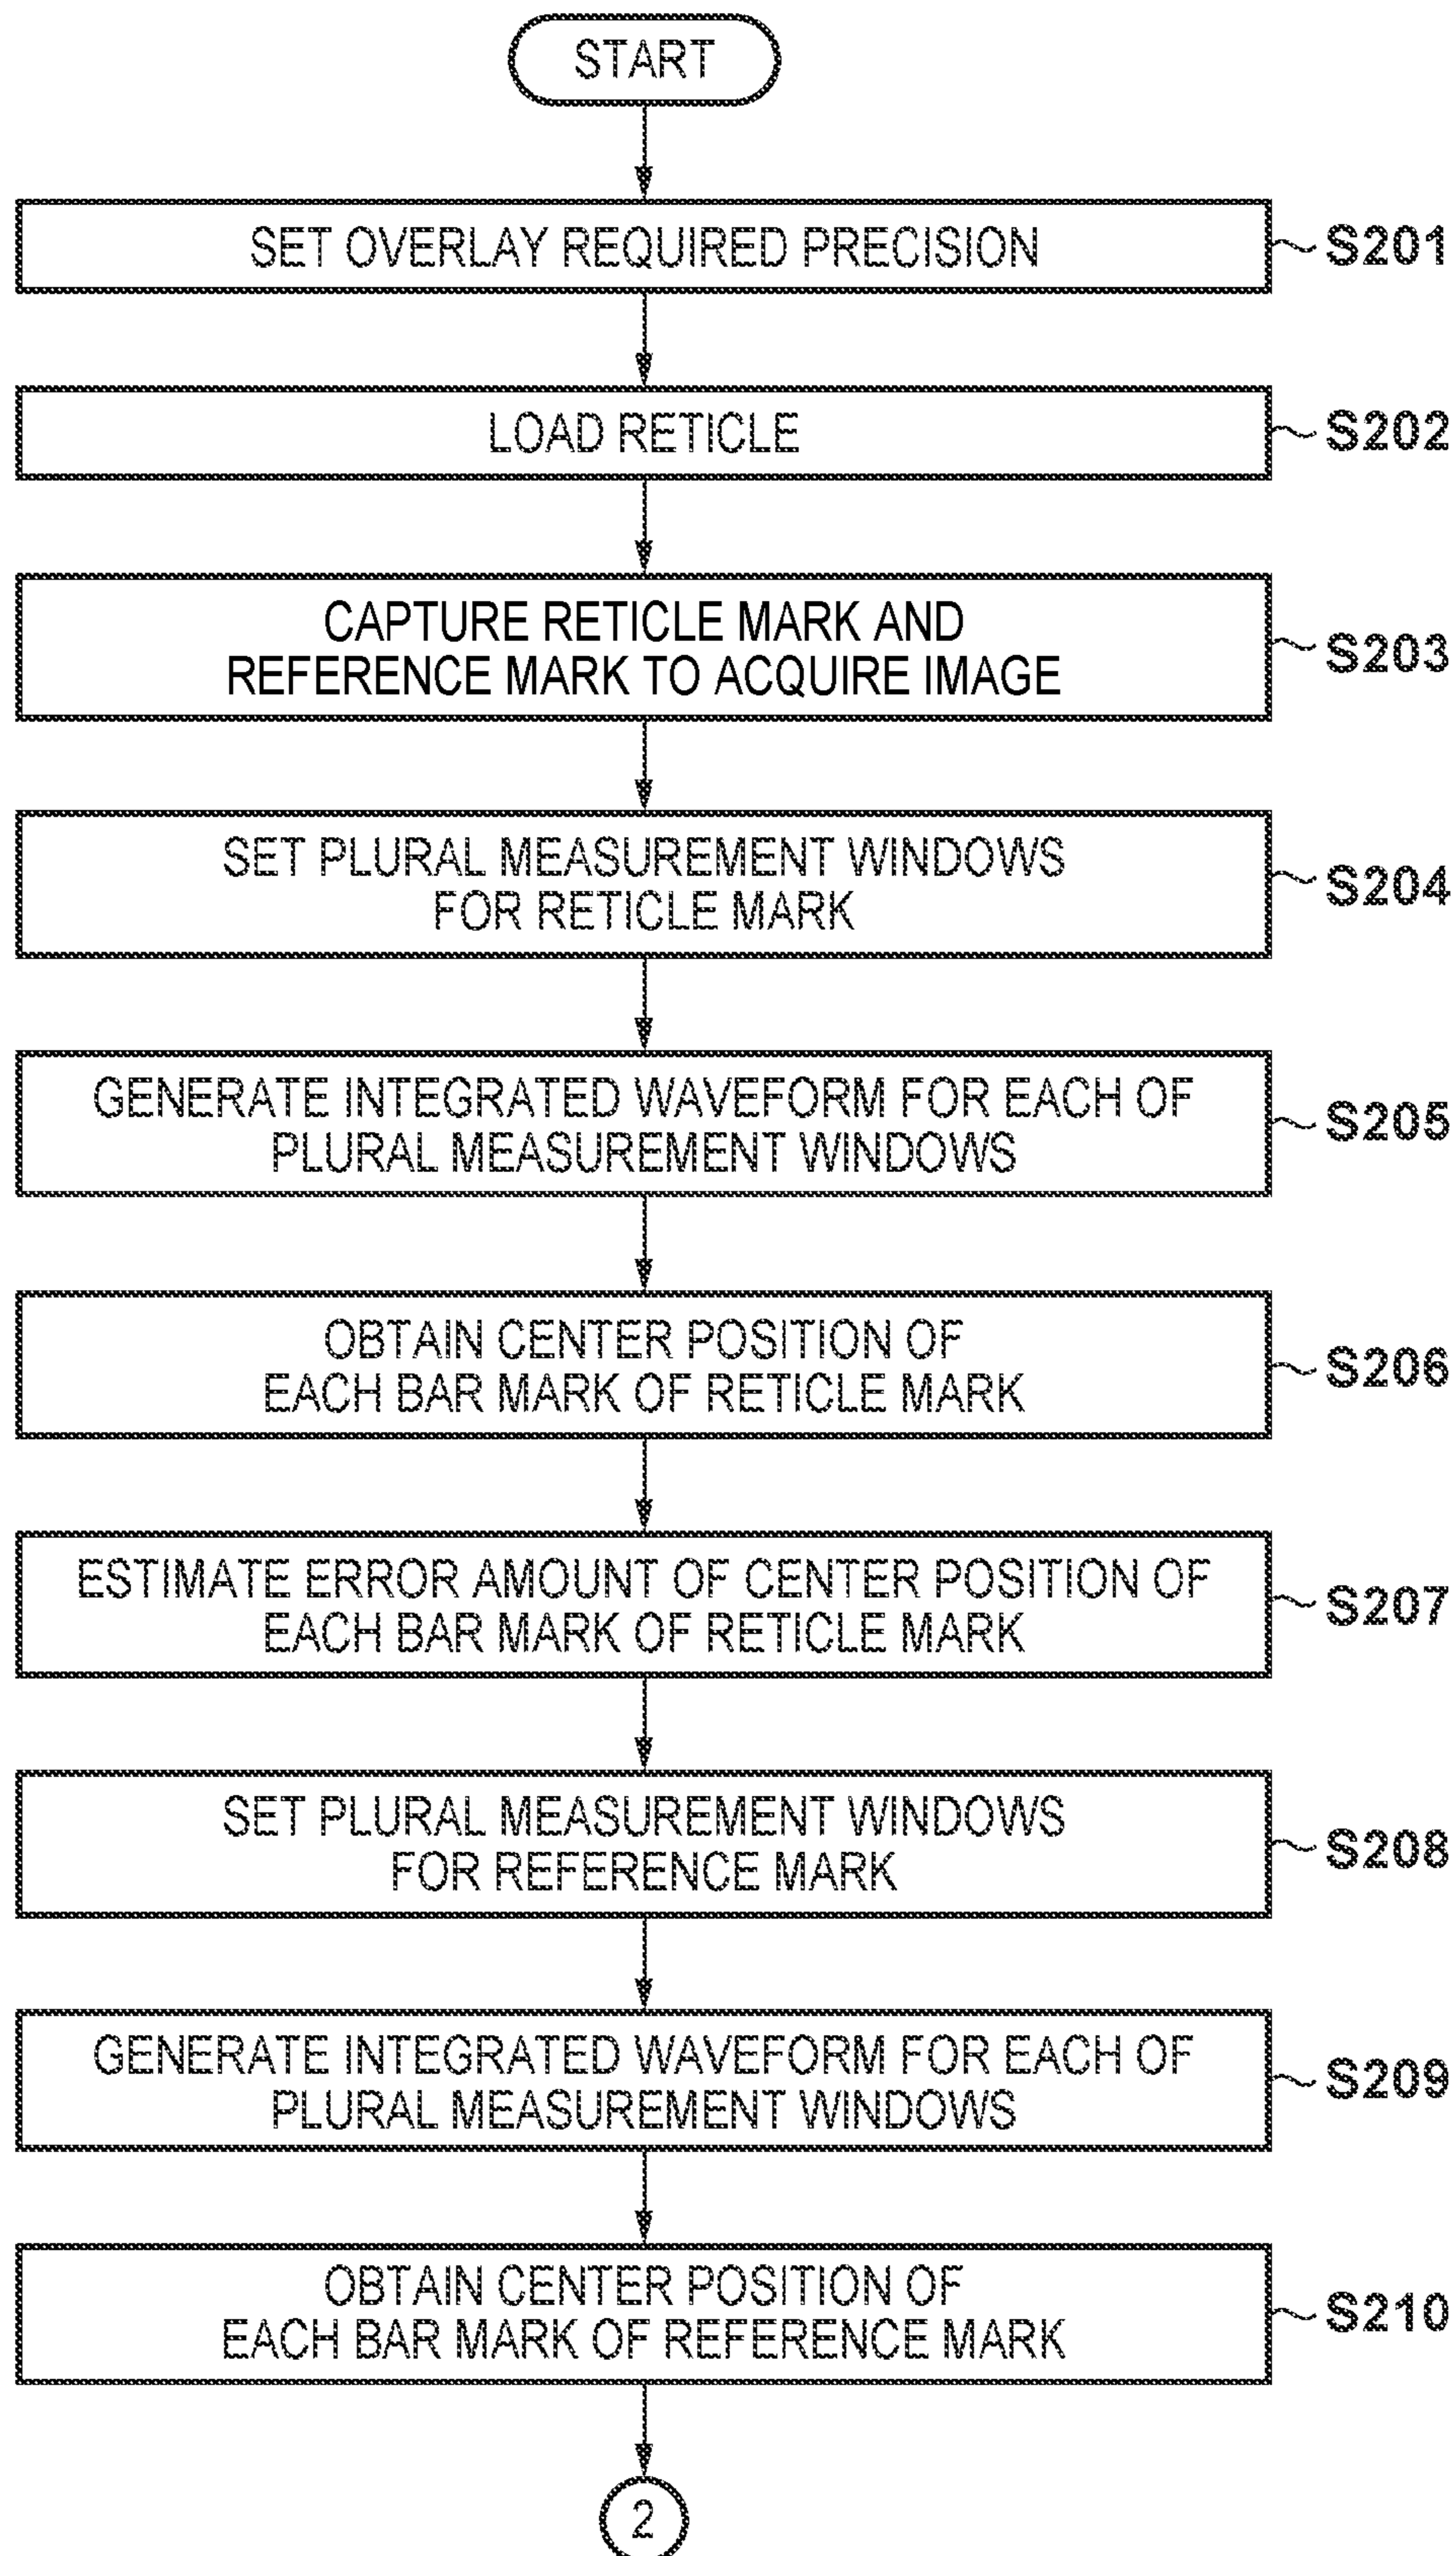 START
SET OVERLAY REQUIRED PRECISION
S201
LOAD RETICLE
S202
CAPTURE RETICLE MARK AND
REFERENCE MARK TO ACQUIRE IMAGE
S203
SET PLURAL MEASUREMENT WINDOWS
FOR RETICLE MARK
S204
GENERATE INTEGRATED WAVEFORM FOR EACH OF
PLURAL MEASUREMENT WINDOWS
S205
OBTAIN CENTER POSITION OF
EACH BAR MARK OF RETICLE MARK
S206
ESTIMATE ERROR AMOUNT OF CENTER POSITION OF
EACH BAR MARK OF RETICLE MARK
S207
SET PLURAL MEASUREMENT WINDOWS
FOR REFERENCE MARK
S208
GENERATE INTEGRATED WAVEFORM FOR EACH OF
PLURAL MEASUREMENT WINDOWS
S209
OBTAIN CENTER POSITION OF
EACH BAR MARK OF REFERENCE MARK
S210
2